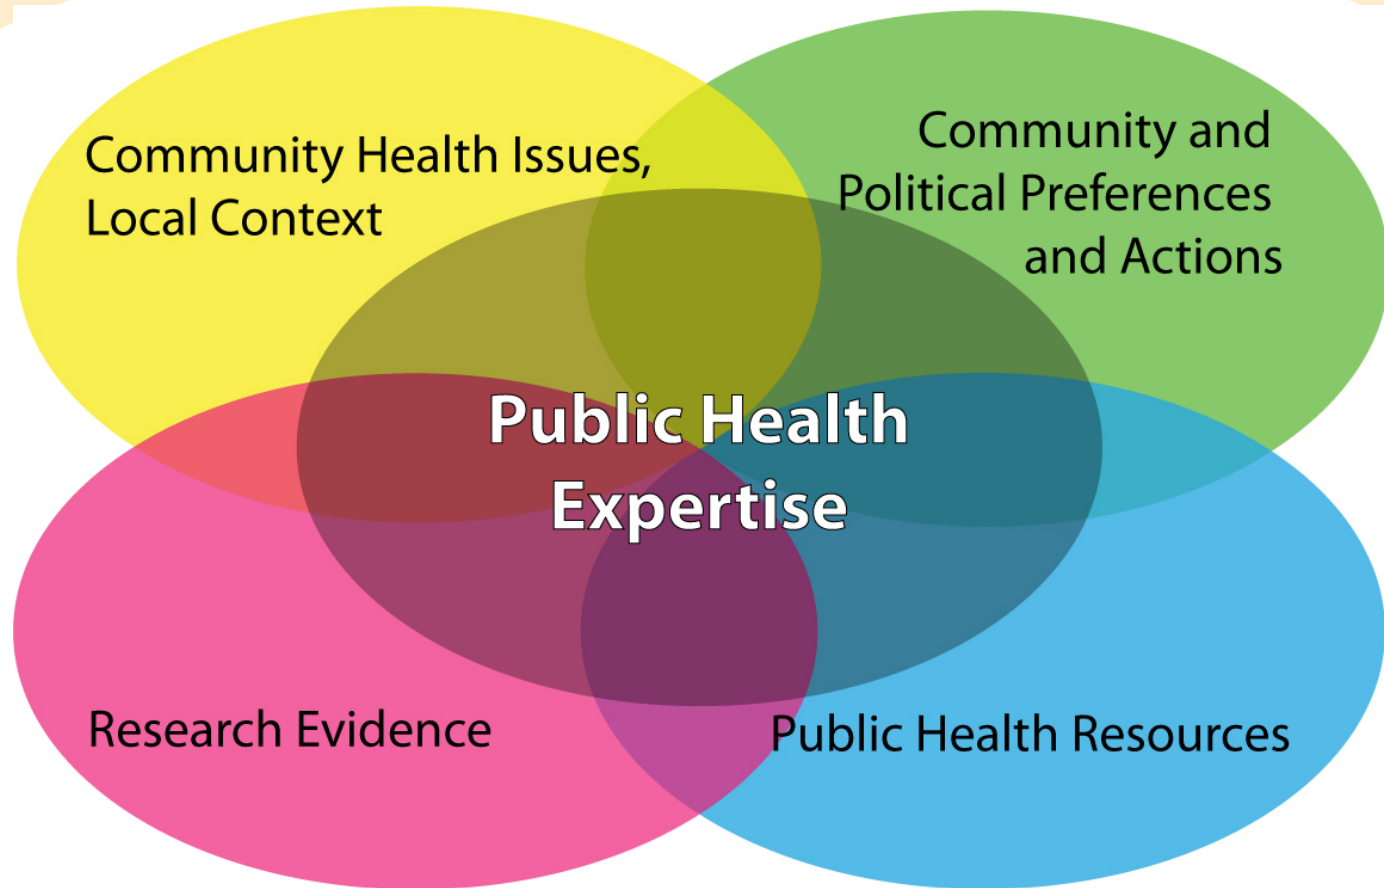 Community Health Issues,
Local Context
Community and
Political Preferences
and Actions
Public Health
Expertise
Research Evidence
Public Health Resources